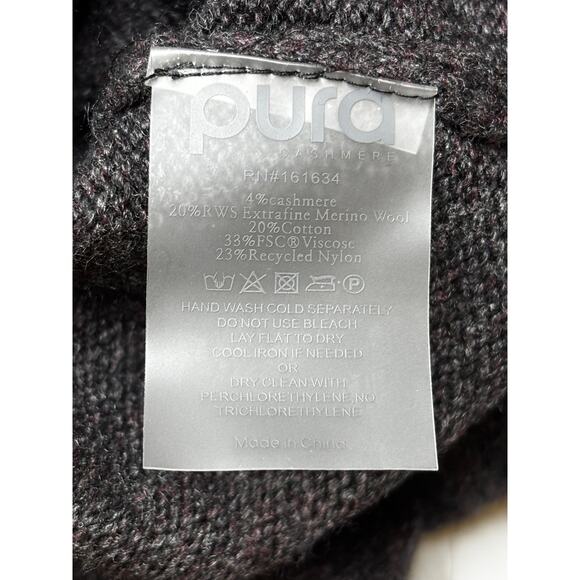 pura
CASHMERE
RN#161634
4%cashmere
20%RWS Extrafine Merino Wool
20%Cotton
33%FSC® Viscose
23%Recycled Nylon
P
HAND WASH COLD SEPARATELY
DO NOT USE BLEACH
LAY FLAT TO DRY
COOL IRON IF NEEDED
OR
DRY CLEAN WITH
PERCHLORETHYLENE,NO
TRICHLORETHYLENE
Made in China